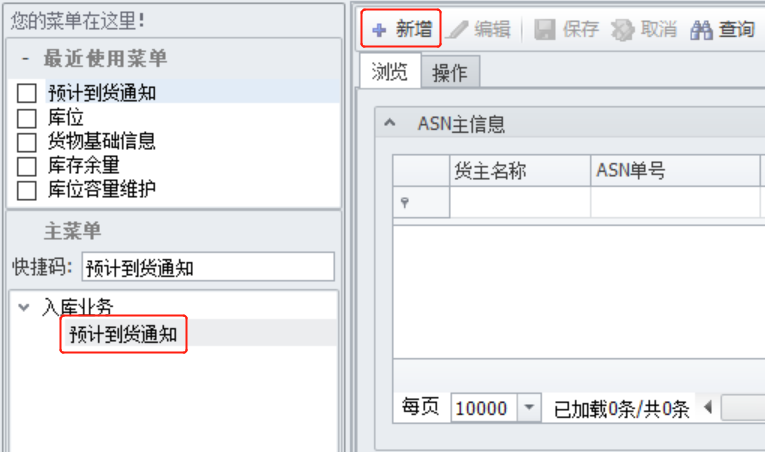 您的菜单在这里!
- 最近使用菜单
预计到货通知
库位
货物基础信息
库存余量
库位容量维护
主菜单
快捷码: 预计到货通知
入库业务
预计到货通知
新增 编辑 保存 取消 查询
浏览 操作
ASN主信息
货主名称 ASN单号
每页 10000 已加载0条/共0条